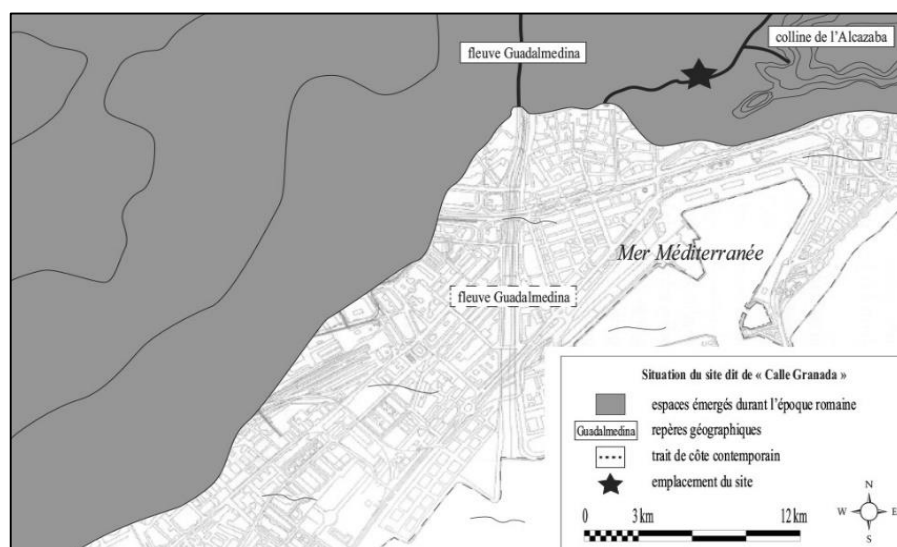 fleuve Guadalmedina
colline de l'Alcazaba
Mer Méditerranée
fleuve Guadalmedina
Situation du site dit de « Calle Granada »
espaces émergés durant l'époque romaine
Guadalmedina repères géographiques
trait de côte contemporain
emplacement du site
0 3 km 12 km
N
W E
S